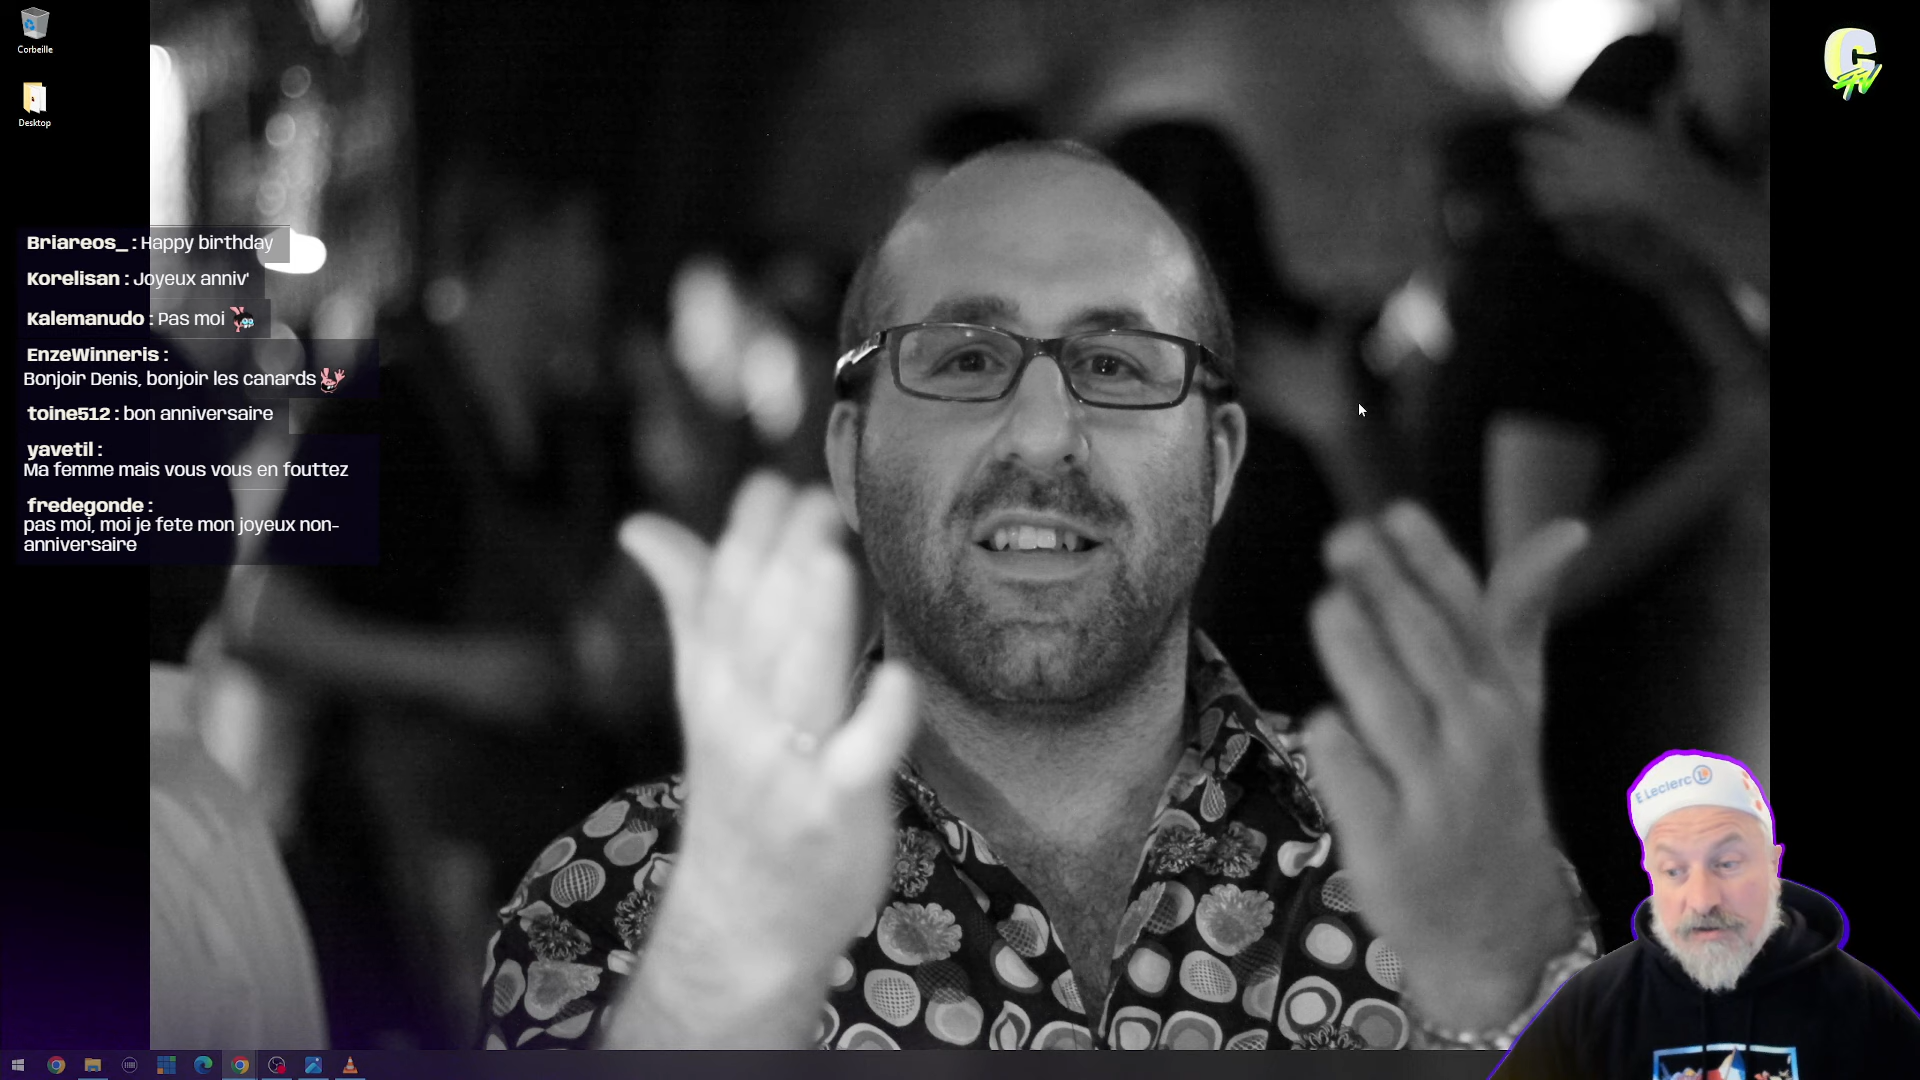 Corbeille
Desktop
Briareos_ : Happy birthday
Korelisan : Joyeux anniv'
Kalemanudo : Pas moi
EnzeWinneris :
Bonjoir Denis, bonjoir les canards
toine512 : bon anniversaire
yavetil :
Ma femme mais vous vous en fouttez
fredegonde :
pas moi, moi je fete mon joyeux non-
anniversaire
E.Leclerc L